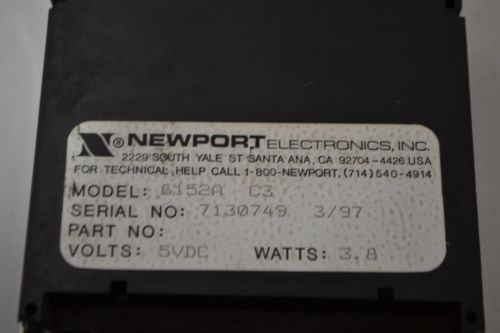 N® NEWPORT ELECTRONICS, INC.
2229 SOUTH YALE ST SANTA ANA, CA 92704-4426 USA
FOR TECHNICAL HELP CALL 1-800-NEWPORT, (714) 540-4914
MODEL: 6152A C3
SERIAL NO: 7130749 3/97
PART NO:
VOLTS: 5VDC WATTS: 3.8